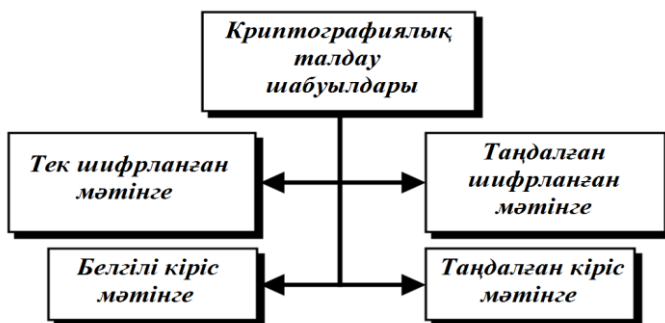 Криптографиялық
талдау
шабуылдары
Тек шифрланған
мәтінге
Таңдалған
шифрланған
мәтінге
Белгілі кіріс
мәтінге
Таңдалған кіріс
мәтінге